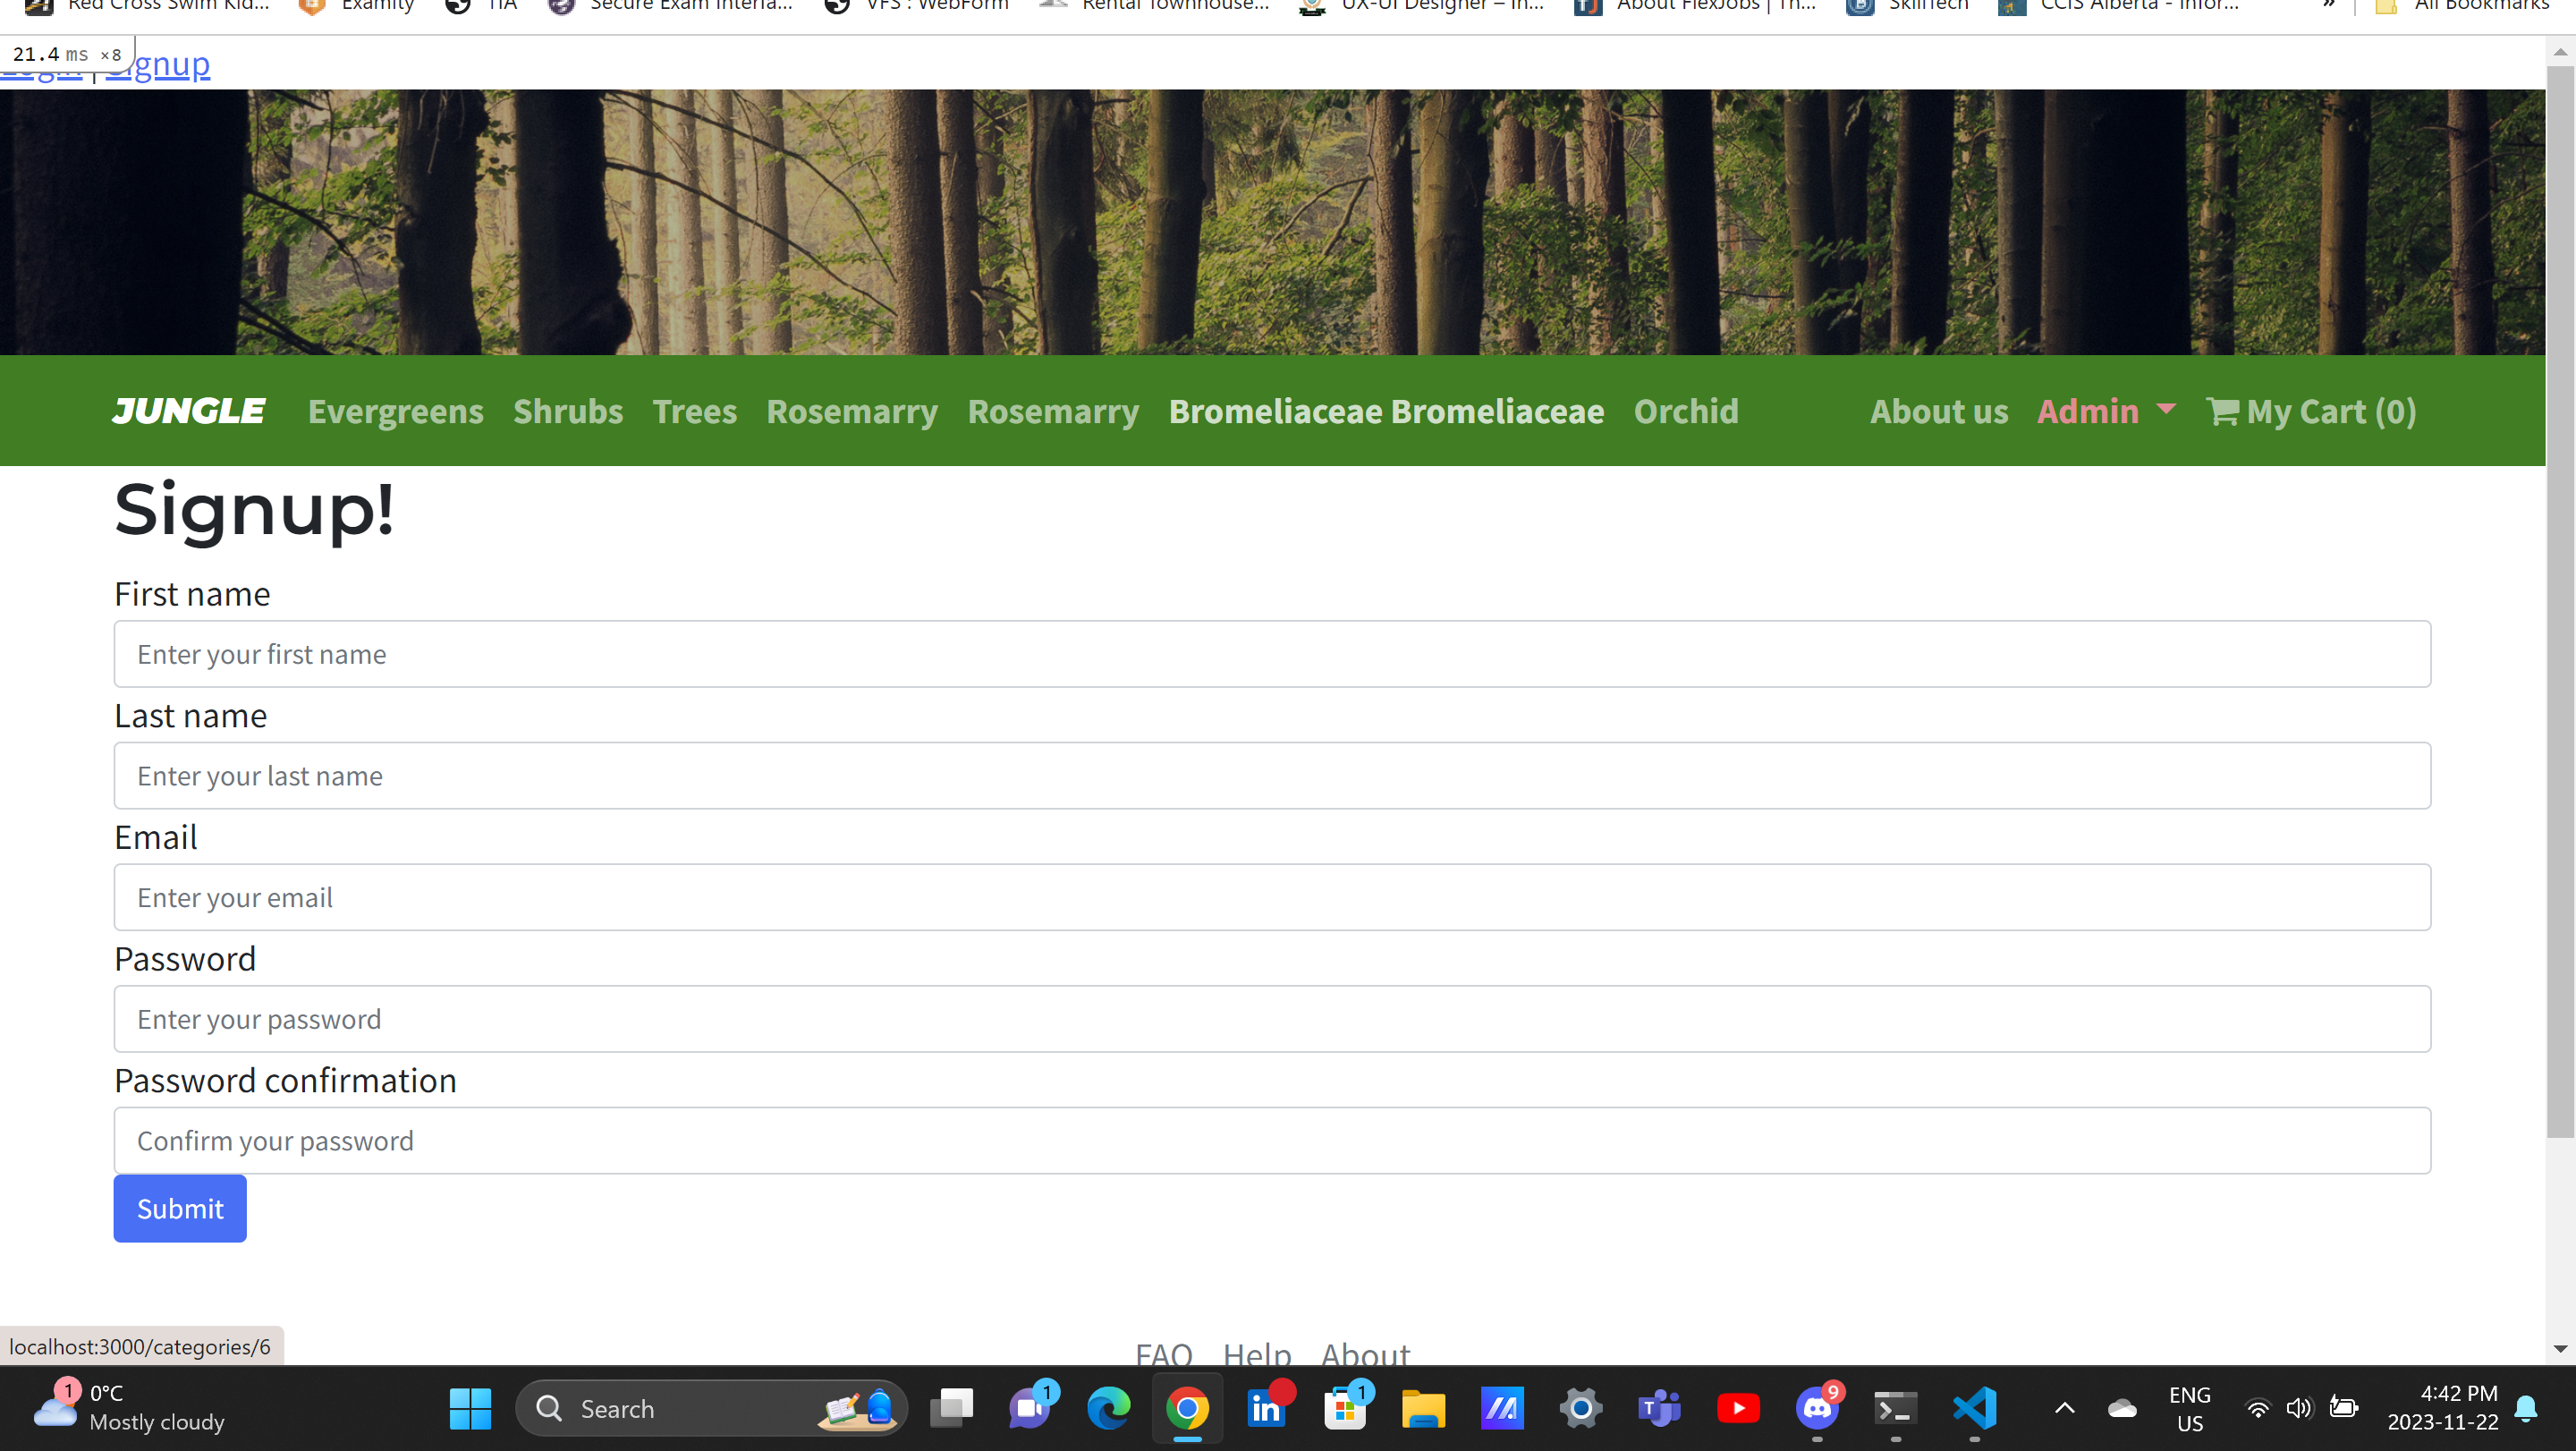 Red Cross Swim Kid... Examity TIA Secure Exam Interfa... VFS : WebForm Rental Townhouse... UX-UI Designer – In... About FlexJobs | Th... SkillTech CCIS Alberta - Infor... » All Bookmarks
21.4 ms ×8
Login | Signup
JUNGLE Evergreens Shrubs Trees Rosemarry Rosemarry Bromeliaceae Bromeliaceae Orchid About us Admin My Cart (0)
Signup!
First name
Enter your first name
Last name
Enter your last name
Email
Enter your email
Password
Enter your password
Password confirmation
Confirm your password
Submit
FAQ Help About
localhost:3000/categories/6
1 0°C
Mostly cloudy
Search
1
in
1
T
9
ENG
US
4:42 PM
2023-11-22